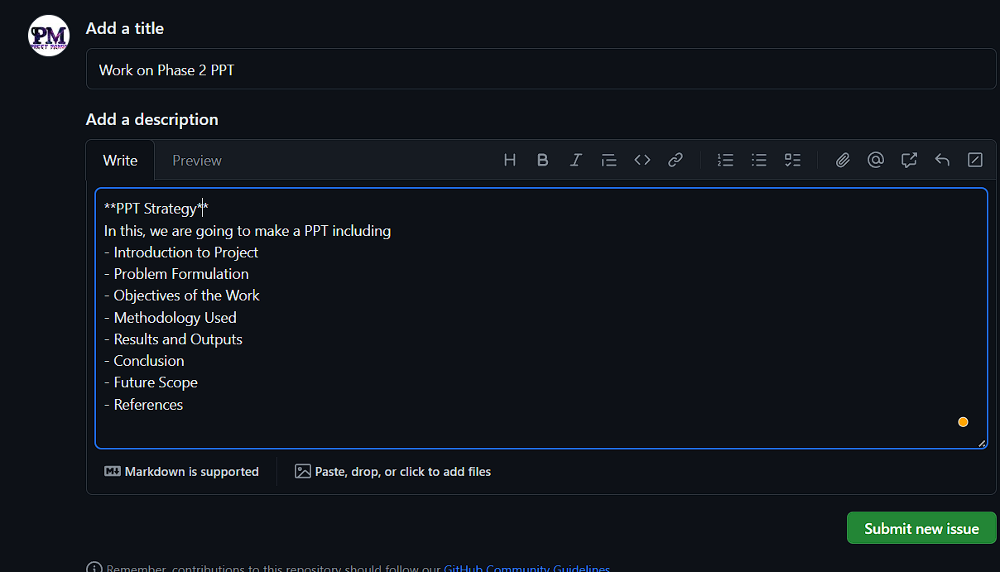 PM
Add a title
Work on Phase 2 PPT
Add a description
Write Preview
**PPT Strategy**
In this, we are going to make a PPT including
- Introduction to Project
- Problem Formulation
- Objectives of the Work
- Methodology Used
- Results and Outputs
- Conclusion
- Future Scope
- References
Markdown is supported
Paste, drop, or click to add files
Submit new issue
Remember, contributions to this repository should follow our GitHub Community Guidelines.